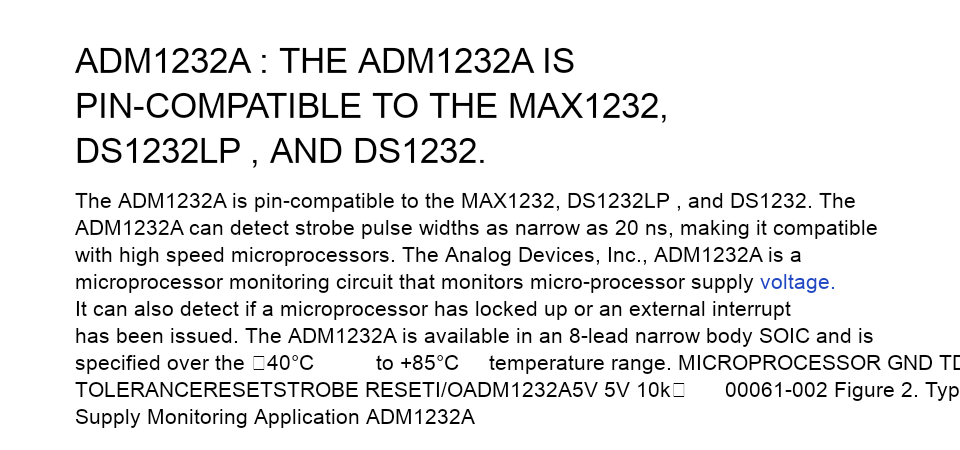 ADM1232A : THE ADM1232A IS
PIN-COMPATIBLE TO THE MAX1232,
DS1232LP , AND DS1232.
The ADM1232A is pin-compatible to the MAX1232, DS1232LP , and DS1232. The
ADM1232A can detect strobe pulse widths as narrow as 20 ns, making it compatible
with high speed microprocessors. The Analog Devices, Inc., ADM1232A is a
microprocessor monitoring circuit that monitors micro-processor supply voltage.
It can also detect if a microprocessor has locked up or an external interrupt
has been issued. The ADM1232A is available in an 8-lead narrow body SOIC and is
specified over the □40°C to +85°C temperature range. MICROPROCESSOR GND TD
TOLERANCERESETSTROBE RESETI/OADM1232A5V 5V 10k□ 00061-002 Figure 2. Typ
Supply Monitoring Application ADM1232A